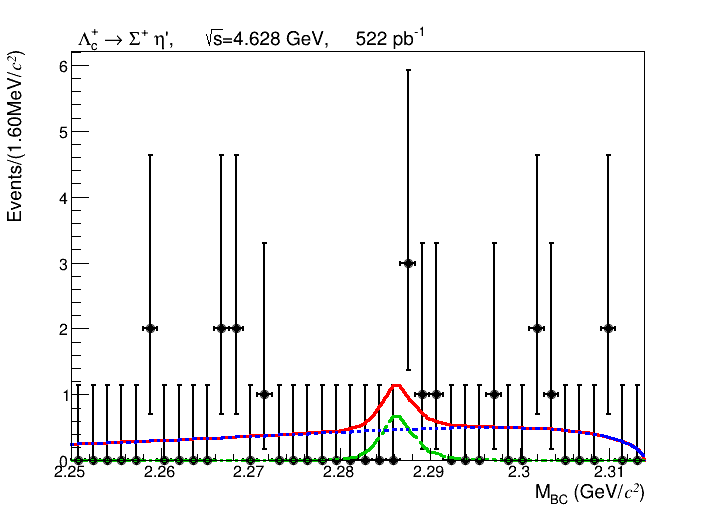 Λc+ → Σ+ η', √s=4.628 GeV, 522 pb-1
Events/(1.60MeV/c2)
6
5
4
3
2
1
0
2.25 2.26 2.27 2.28 2.29 2.3 2.31
MBC (GeV/c2)